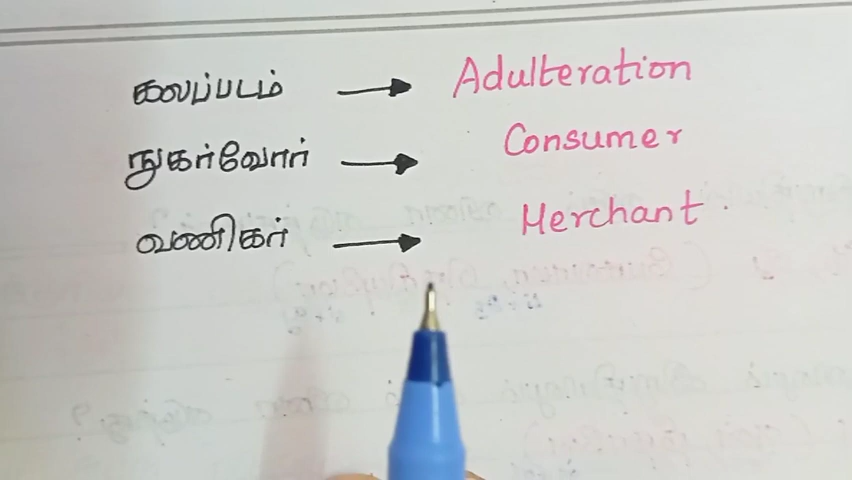 கலப்படம் → Adulteration
நுகர்வோர் → Consumer
வணிகர் → Merchant